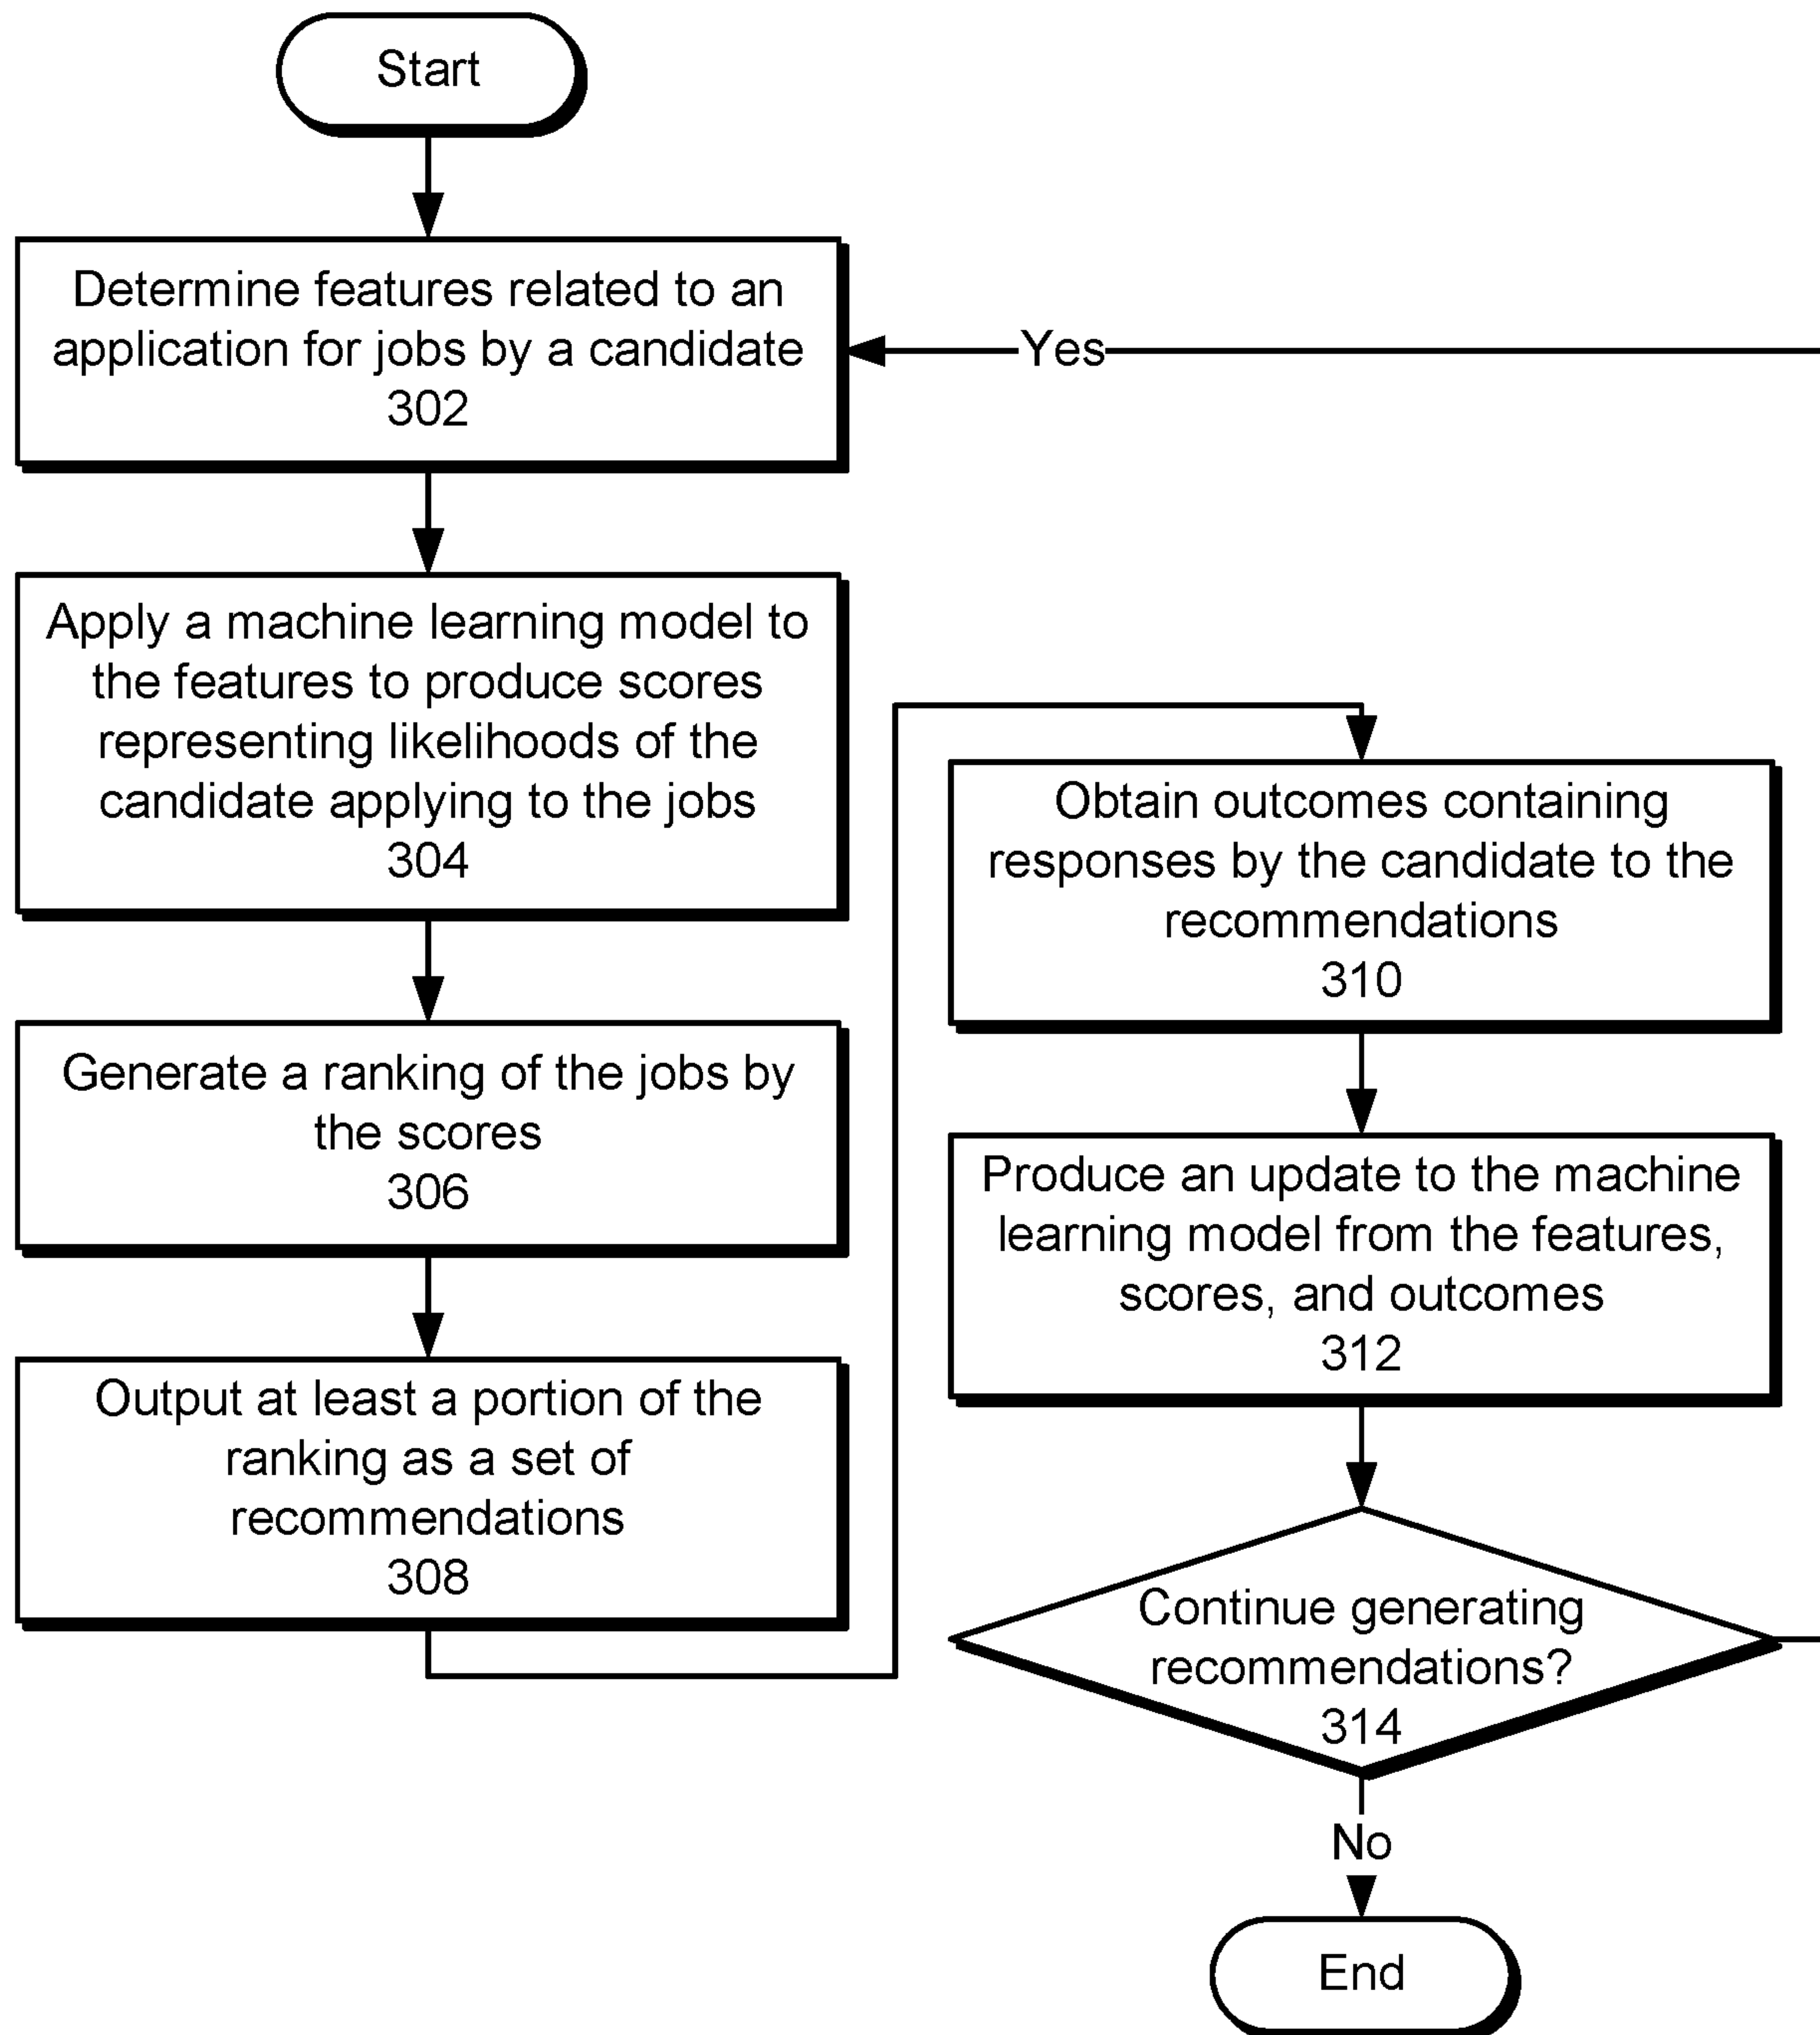 Start
Determine features related to an
application for jobs by a candidate
302
Yes
Apply a machine learning model to
the features to produce scores
representing likelihoods of the
candidate applying to the jobs
304
Generate a ranking of the jobs by
the scores
306
Output at least a portion of the
ranking as a set of
recommendations
308
Obtain outcomes containing
responses by the candidate to the
recommendations
310
Produce an update to the machine
learning model from the features,
scores, and outcomes
312
Continue generating
recommendations?
314
No
End